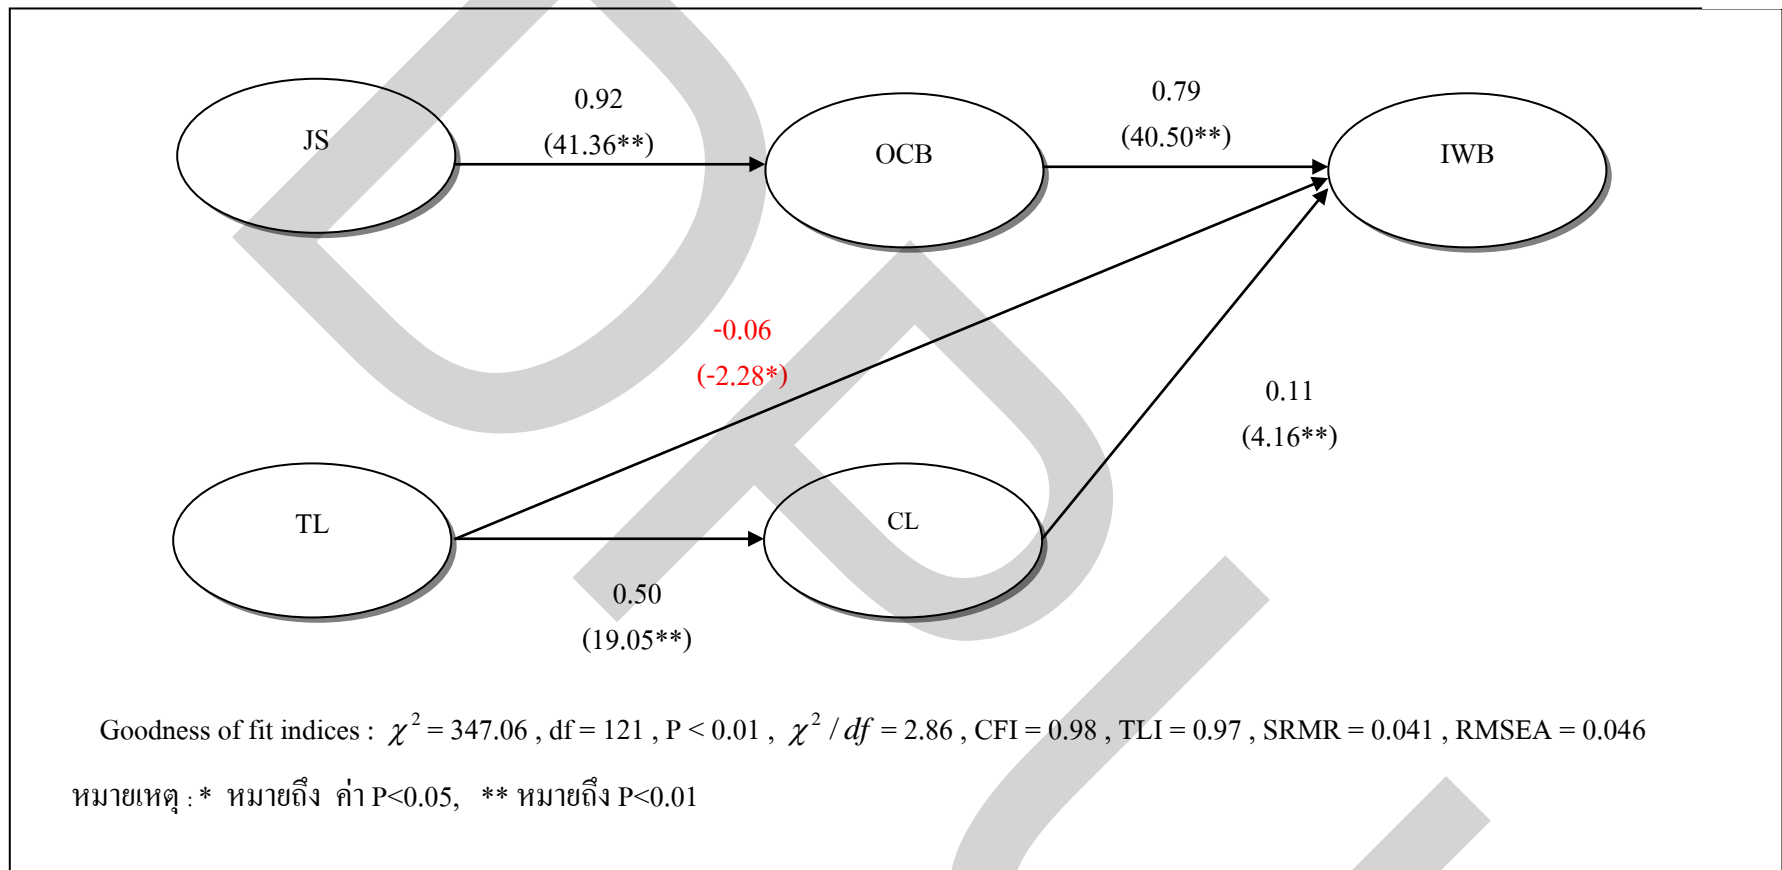 JS
0.92
(41.36**)
OCB
0.79
(40.50**)
IWB
-0.06
(-2.28*)
0.11
(4.16**)
TL
CL
0.50
(19.05**)
Goodness of fit indices : χ² = 347.06 , df = 121 , P < 0.01 , χ² / df = 2.86 , CFI = 0.98 , TLI = 0.97 , SRMR = 0.041 , RMSEA = 0.046
หมายเหตุ : * หมายถึง ค่า P<0.05, ** หมายถึง P<0.01